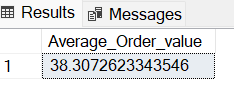 Results Messages
Average_Order_value
1 38.3072623343546